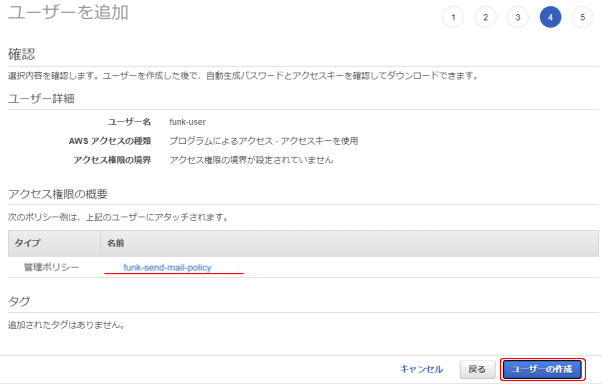 ユーザーを追加
1 2 3 4 5
確認
選択内容を確認します。ユーザーを作成した後で、自動生成パスワードとアクセスキーを確認してダウンロードできます。
ユーザー詳細
ユーザー名 funk-user
AWS アクセスの種類 プログラムによるアクセス - アクセスキーを使用
アクセス権限の境界 アクセス権限の境界が設定されていません
アクセス権限の概要
次のポリシー例は、上記のユーザーにアタッチされます。
タイプ 名前
管理ポリシー funk-send-mail-policy
タグ
追加されたタグはありません。
キャンセル 戻る ユーザーの作成